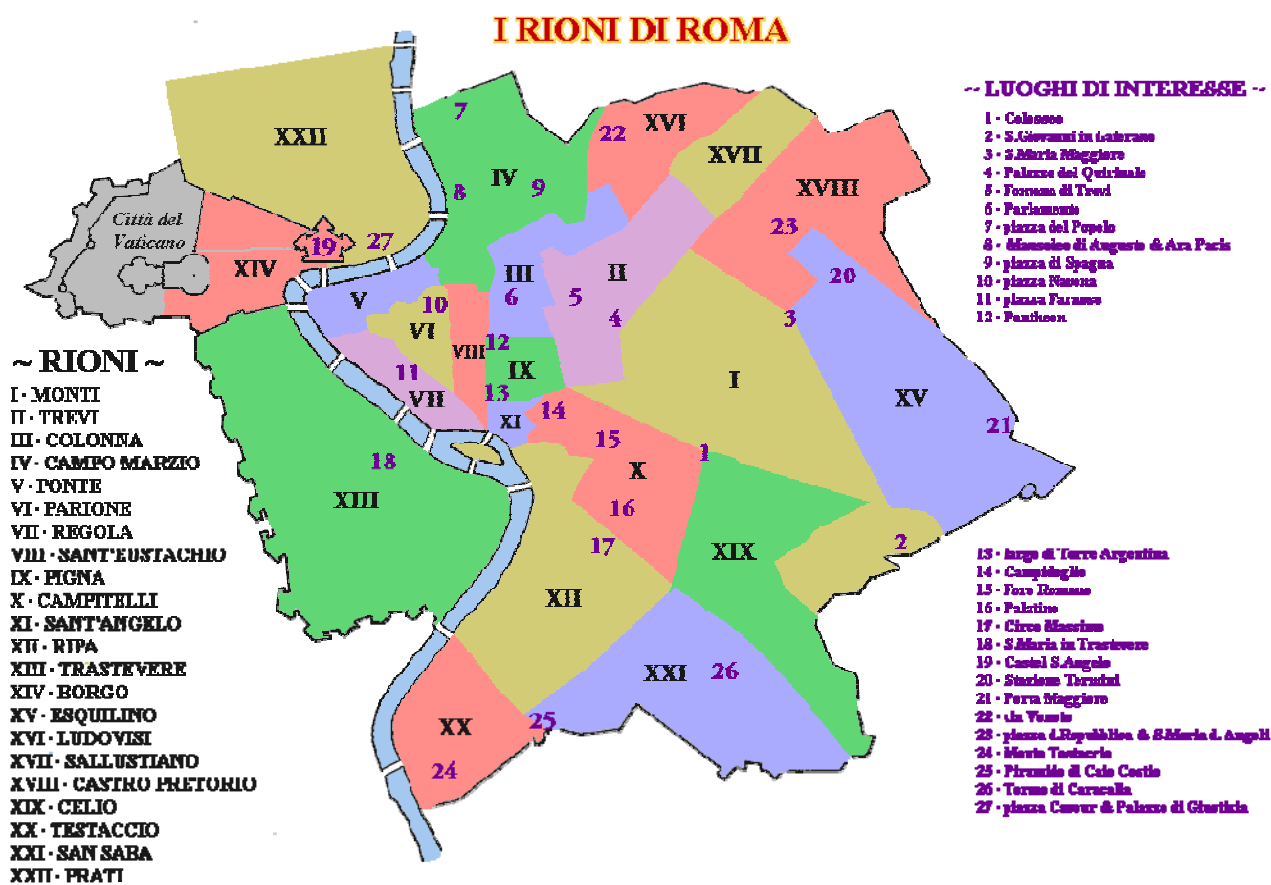 I RIONI DI ROMA
~ LUOGHI DI INTERESSE ~
1 - Colosseo
2 - S.Giovanni in Laterano
3 - S.Maria Maggiore
4 - Palazzo del Quirinale
5 - Fontana di Trevi
6 - Parlamento
7 - piazza del Popolo
8 - Mausoleo di Augusto & Ara Pacis
9 - piazza di Spagna
10 - piazza Navona
11 - piazza Farnese
12 - Pantheon
Città del
Vaticano
XXII
XIV
19
27
7
8
IV
9
22
XVI
XVII
XVIII
23
20
V
III
6
II
5
4
3
10
VI
VIII
12
IX
13
11
VII
XI
14
15
X
16
1
I
XV
21
18
XIII
17
XII
XIX
2
XXI
26
25
XX
24
~ RIONI ~
I - MONTI
II - TREVI
III - COLONNA
IV - CAMPO MARZIO
V - PONTE
VI - PARIONE
VII - REGOLA
VIII - SANT'EUSTACHIO
IX - PIGNA
X - CAMPITELLI
XI - SANT'ANGELO
XII - RIPA
XIII - TRASTEVERE
XIV - BORGO
XV - ESQUILINO
XVI - LUDOVISI
XVII - SALLUSTIANO
XVIII - CASTRO PRETORIO
XIX - CELIO
XX - TESTACCIO
XXI - SAN SABA
XXII - PRATI
13 - largo di Torre Argentina
14 - Campidoglio
15 - Foro Romano
16 - Palatino
17 - Circo Massimo
18 - S.Maria in Trastevere
19 - Castel S.Angelo
20 - Stazione Termini
21 - Porta Maggiore
22 - via Veneto
23 - piazza d.Repubblica & S.Maria d. Angeli
24 - Monte Testaccio
25 - Piramide di Caio Cestio
26 - Terme di Caracalla
27 - piazza Cavour & Palazzo di Giustizia